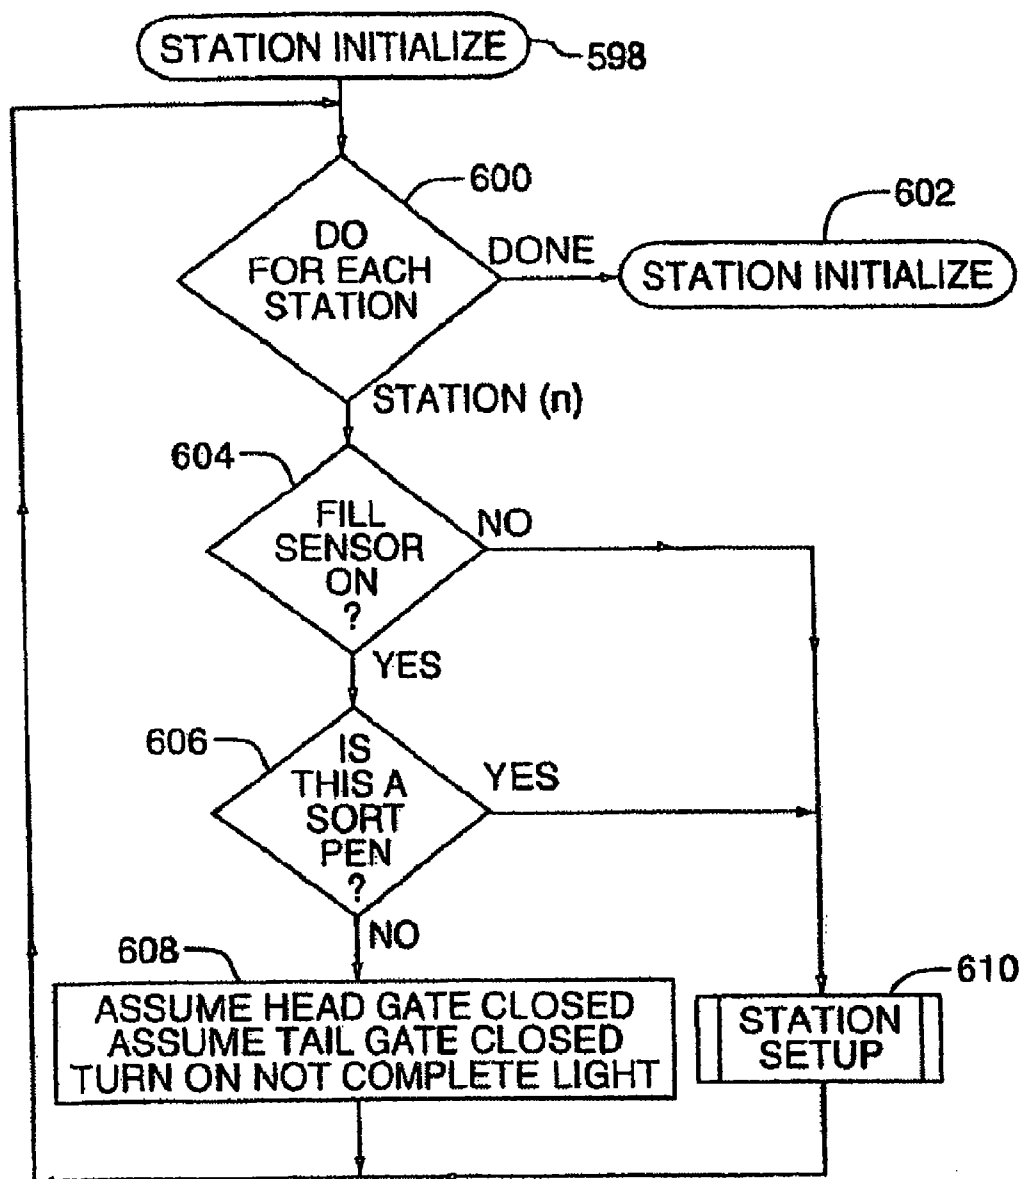 STATION INITIALIZE
598
600
DO
FOR EACH
STATION
DONE
602
STATION INITIALIZE
STATION (n)
604
FILL
SENSOR
ON
?
NO
YES
606
IS
THIS A
SORT
PEN
?
YES
NO
608
ASSUME HEAD GATE CLOSED
ASSUME TAIL GATE CLOSED
TURN ON NOT COMPLETE LIGHT
610
STATION
SETUP